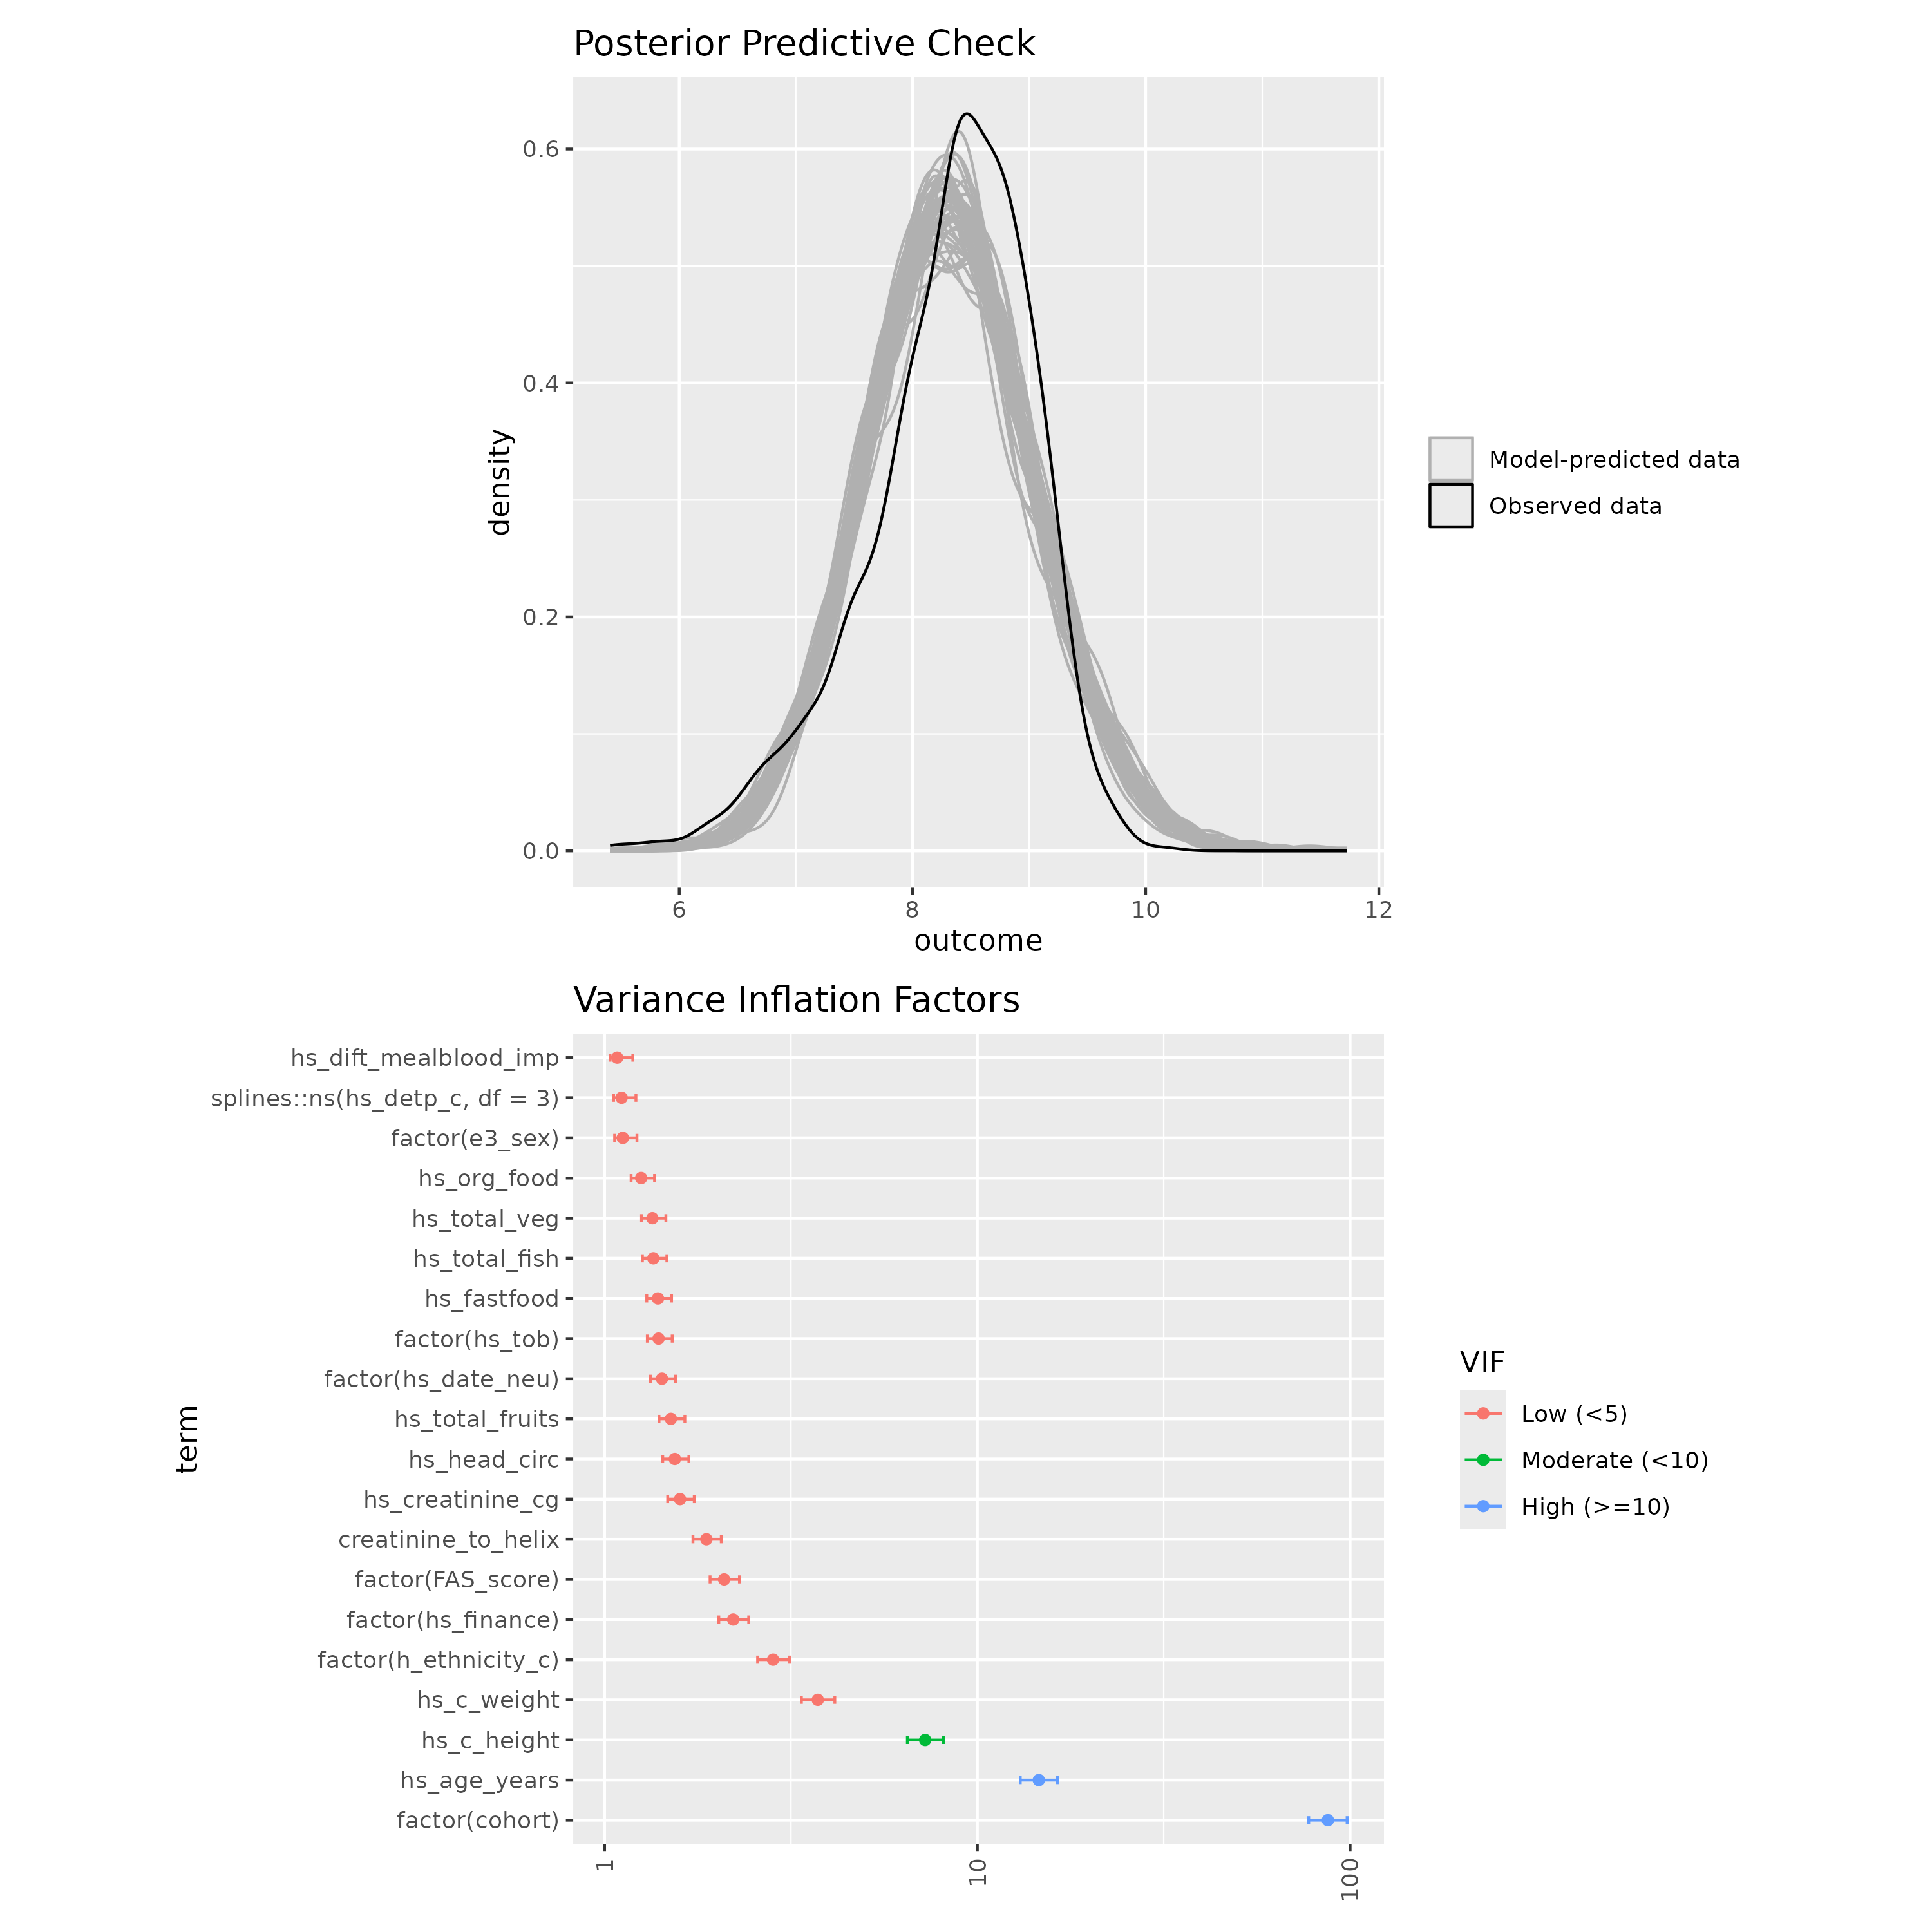 Posterior Predictive Check
0.6
0.4
0.2
0.0
density
6
8
10
12
outcome
Model-predicted data
Observed data
Variance Inflation Factors
term
hs_dift_mealblood_imp
splines::ns(hs_detp_c, df = 3)
factor(e3_sex)
hs_org_food
hs_total_veg
hs_total_fish
hs_fastfood
factor(hs_tob)
factor(hs_date_neu)
hs_total_fruits
hs_head_circ
hs_creatinine_cg
creatinine_to_helix
factor(FAS_score)
factor(hs_finance)
factor(h_ethnicity_c)
hs_c_weight
hs_c_height
hs_age_years
factor(cohort)
1
10
100
VIF
Low (<5)
Moderate (<10)
High (>=10)